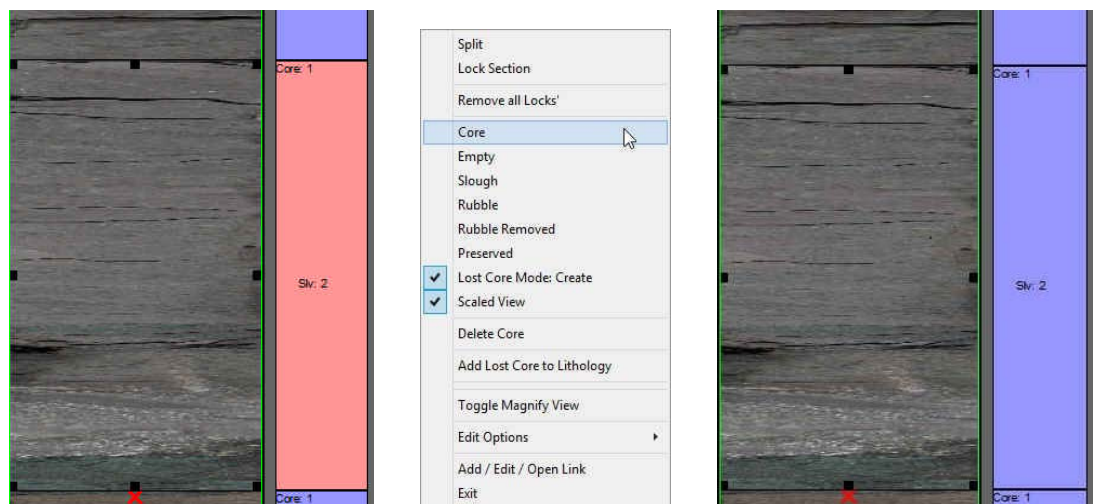 Core: 1
Slv: 2
Core: 1
Split
Lock Section
Remove all Locks'
Core
Empty
Slough
Rubble
Rubble Removed
Preserved
Lost Core Mode: Create
Scaled View
Delete Core
Add Lost Core to Lithology
Toggle Magnify View
Edit Options
Add / Edit / Open Link
Exit
Core: 1
Slv: 2
Core: 1